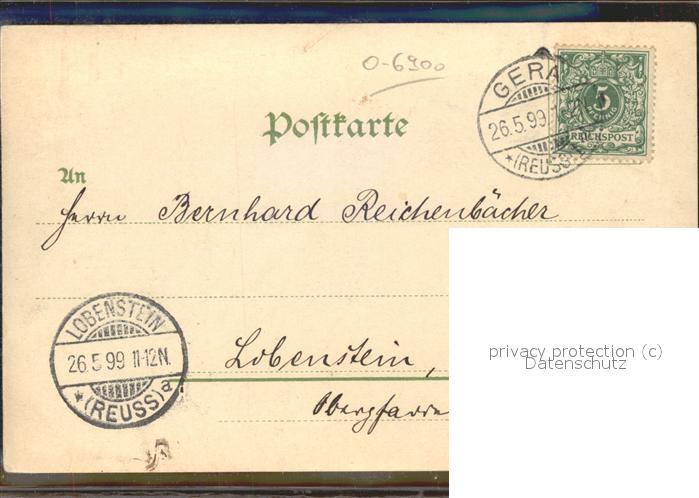 O-6900
GERA
26.5.99
*(REUSS)
5
REICHSPOST
Postkarte
An
Herrn Bernhard Reichenbächer
LOBENSTEIN
26.5.99 11-12N.
*(REUSS)a
Lobenstein,
privacy protection (c)
Datenschutz